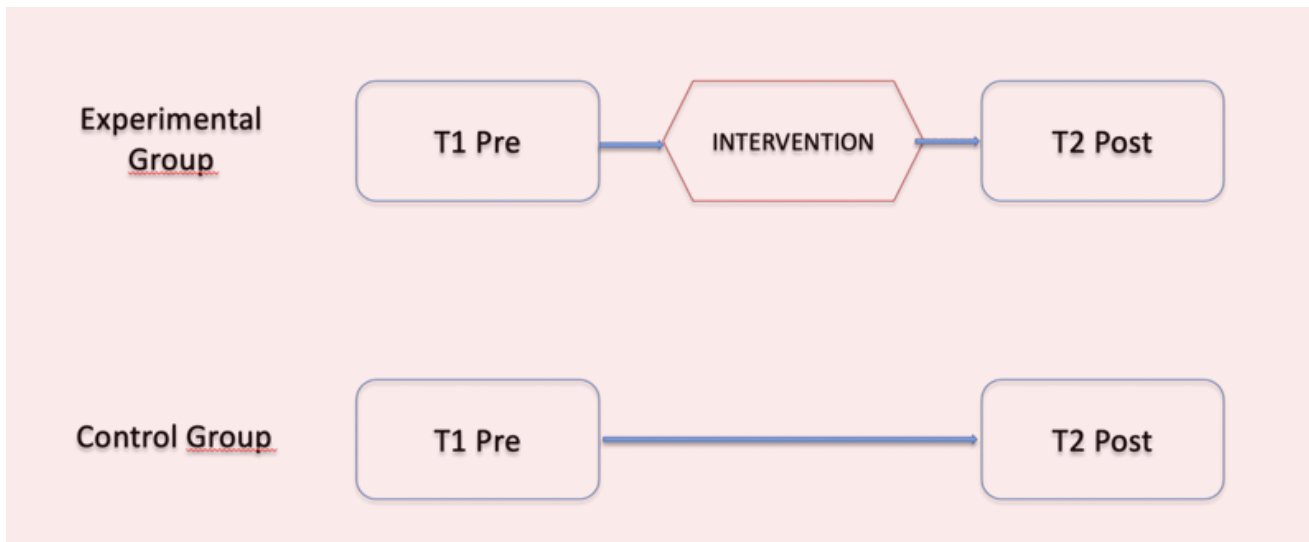 Experimental
Group
T1 Pre
INTERVENTION
T2 Post
Control Group
T1 Pre
T2 Post